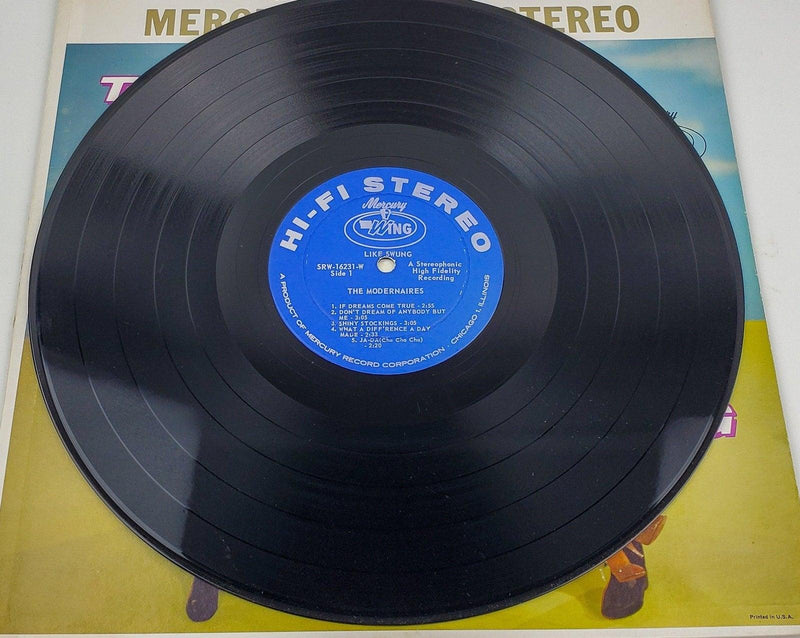 MERC
STEREO
T
HI-FI STEREO
Mercury
WING
LIKE SWUNG
SRW-16231-W
Side 1
A Stereophonic
High Fidelity
Recording
THE MODERNAIRES
1. IF DREAMS COME TRUE - 2:55
2. DON'T DREAM OF ANYBODY BUT
ME - 3:05
3. SHINY STOCKINGS - 3:05
4. WHAT A DIFF'RENCE A DAY
MADE - 2:33
5. JA-DA(Cha Cha Cha)
- 2:20
A PRODUCT OF MERCURY RECORD CORPORATION · CHICAGO 1, ILLINOIS
Printed in U.S.A.